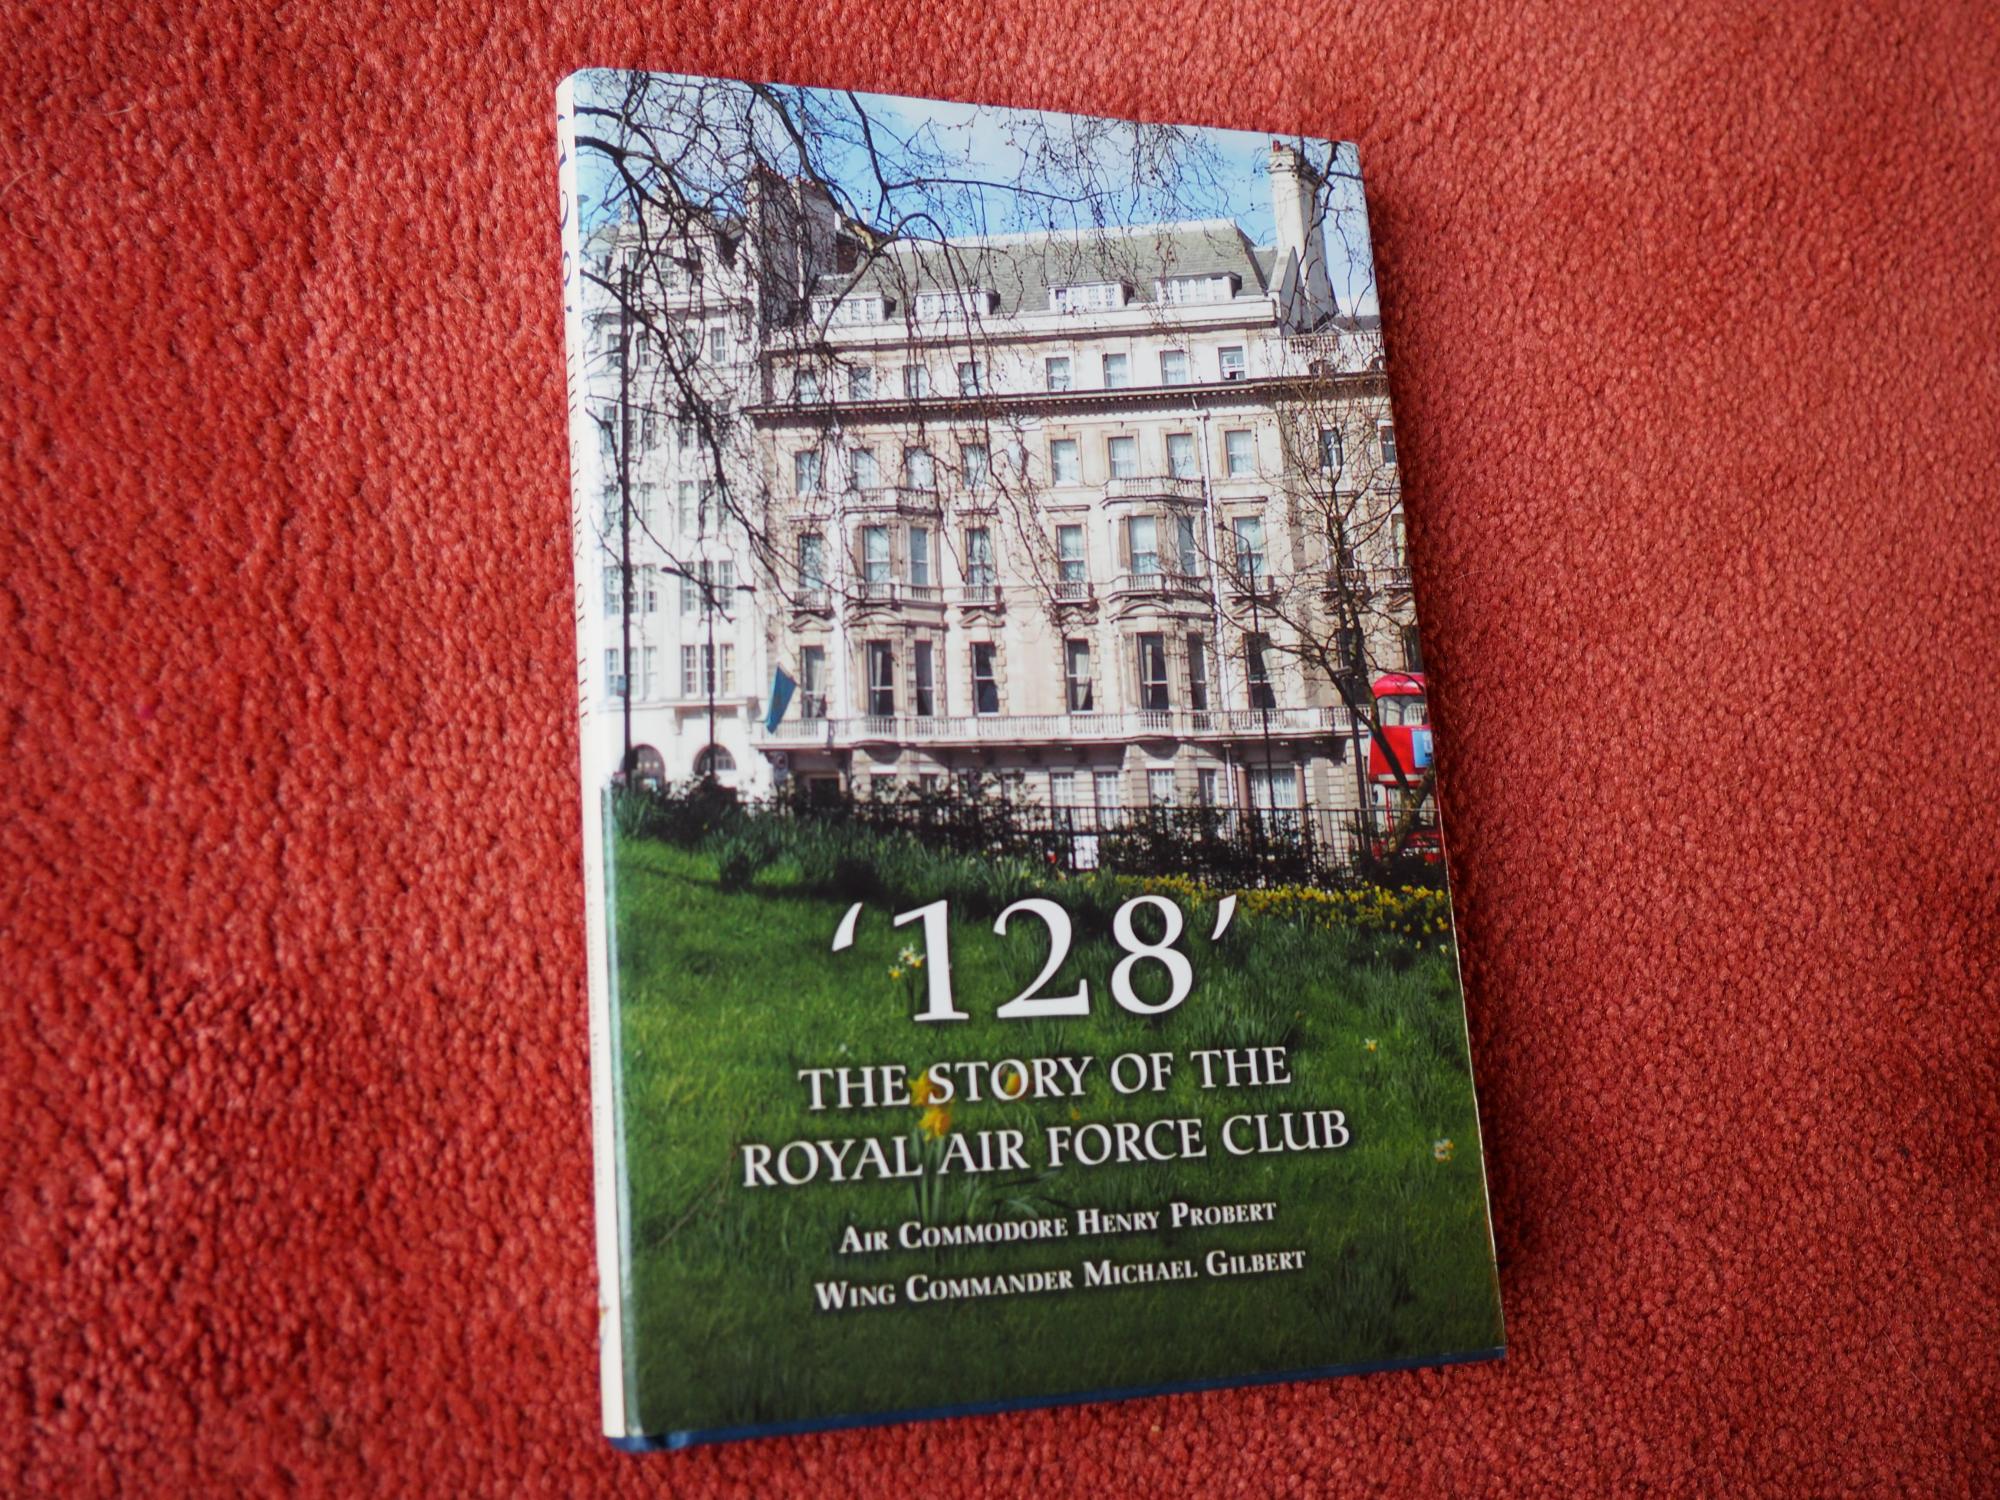 ‘128’
THE STORY OF THE
ROYAL AIR FORCE CLUB
AIR COMMODORE HENRY PROBERT
WING COMMANDER MICHAEL GILBERT